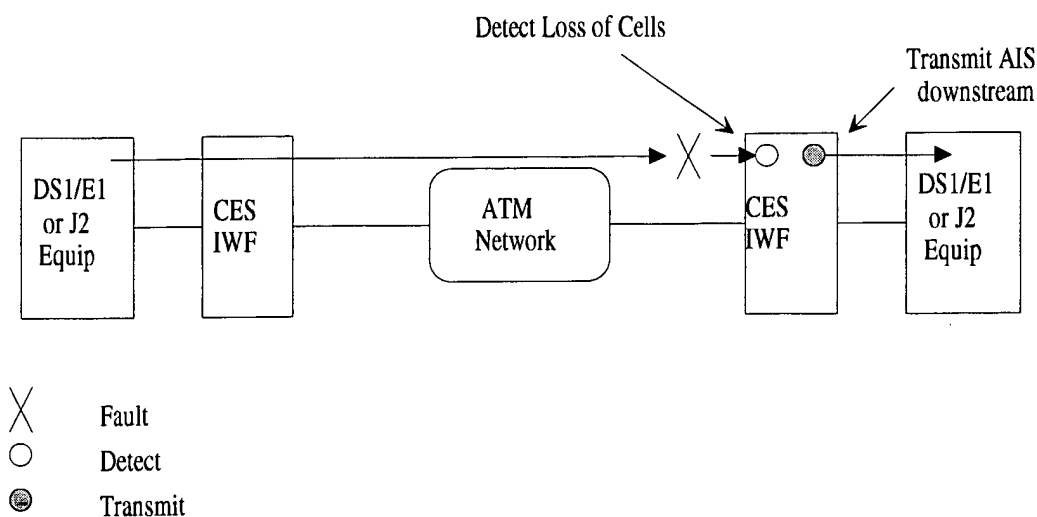 Detect Loss of Cells
Transmit AIS
downstream
DS1/E1
or J2
Equip
CES
IWF
ATM
Network
CES
IWF
DS1/E1
or J2
Equip
Fault
Detect
Transmit